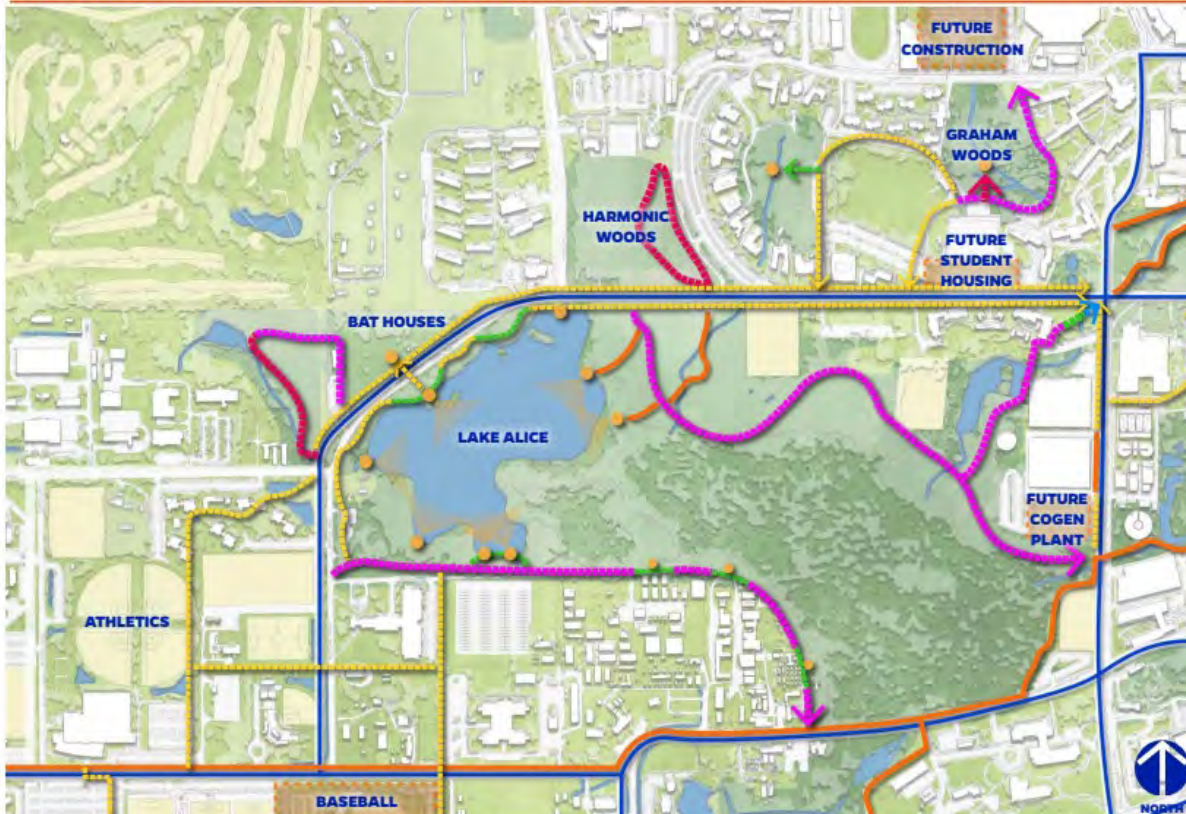 FUTURE
CONSTRUCTION
GRAHAM
WOODS
HARMONIC
WOODS
FUTURE
STUDENT
HOUSING
BAT HOUSES
LAKE ALICE
FUTURE
COGEN
PLANT
ATHLETICS
BASEBALL
NORTH